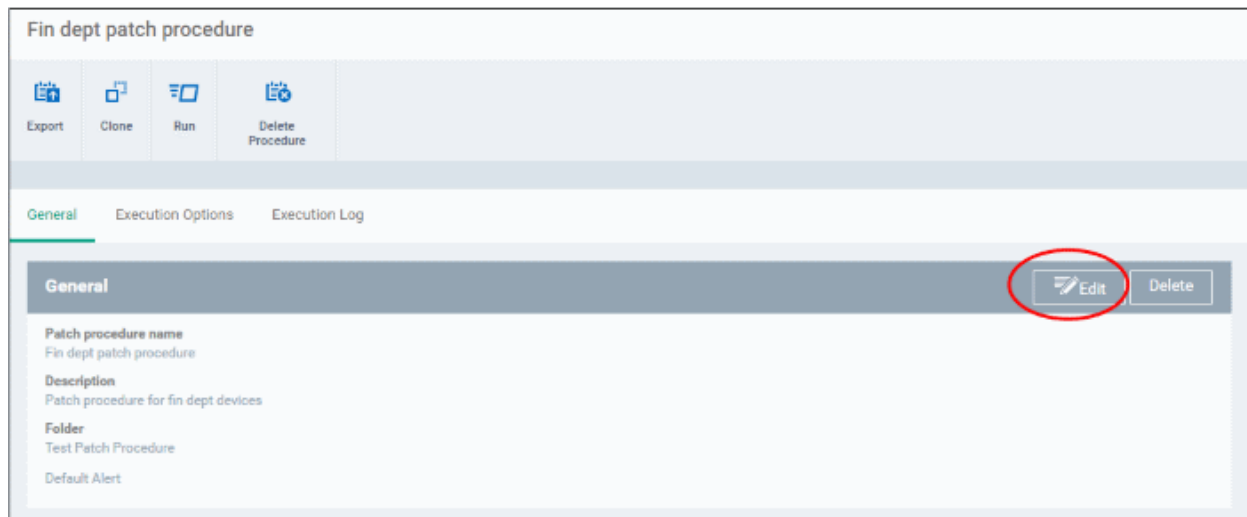 Fin dept patch procedure
Export Clone Run Delete
Procedure
General Execution Options Execution Log
General Edit Delete
Patch procedure name
Fin dept patch procedure
Description
Patch procedure for fin dept devices
Folder
Test Patch Procedure
Default Alert